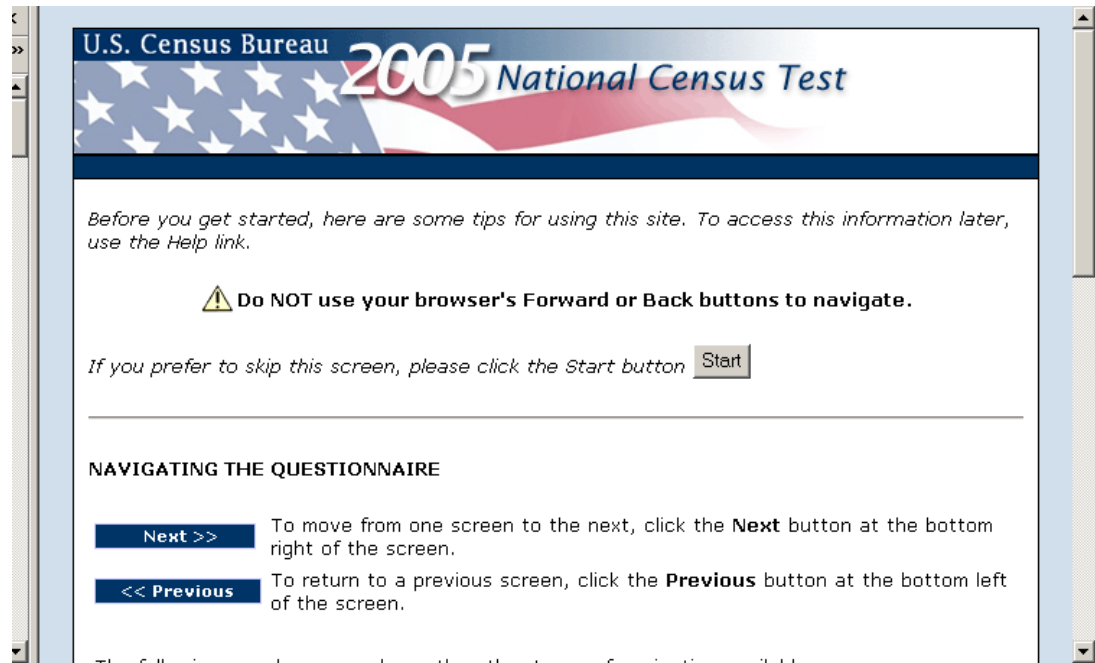 U.S. Census Bureau
2005 National Census Test
Before you get started, here are some tips for using this site. To access this information later,
use the Help link.
Do NOT use your browser's Forward or Back buttons to navigate.
If you prefer to skip this screen, please click the Start button Start
NAVIGATING THE QUESTIONNAIRE
Next >> To move from one screen to the next, click the Next button at the bottom
right of the screen.
<< Previous To return to a previous screen, click the Previous button at the bottom left
of the screen.